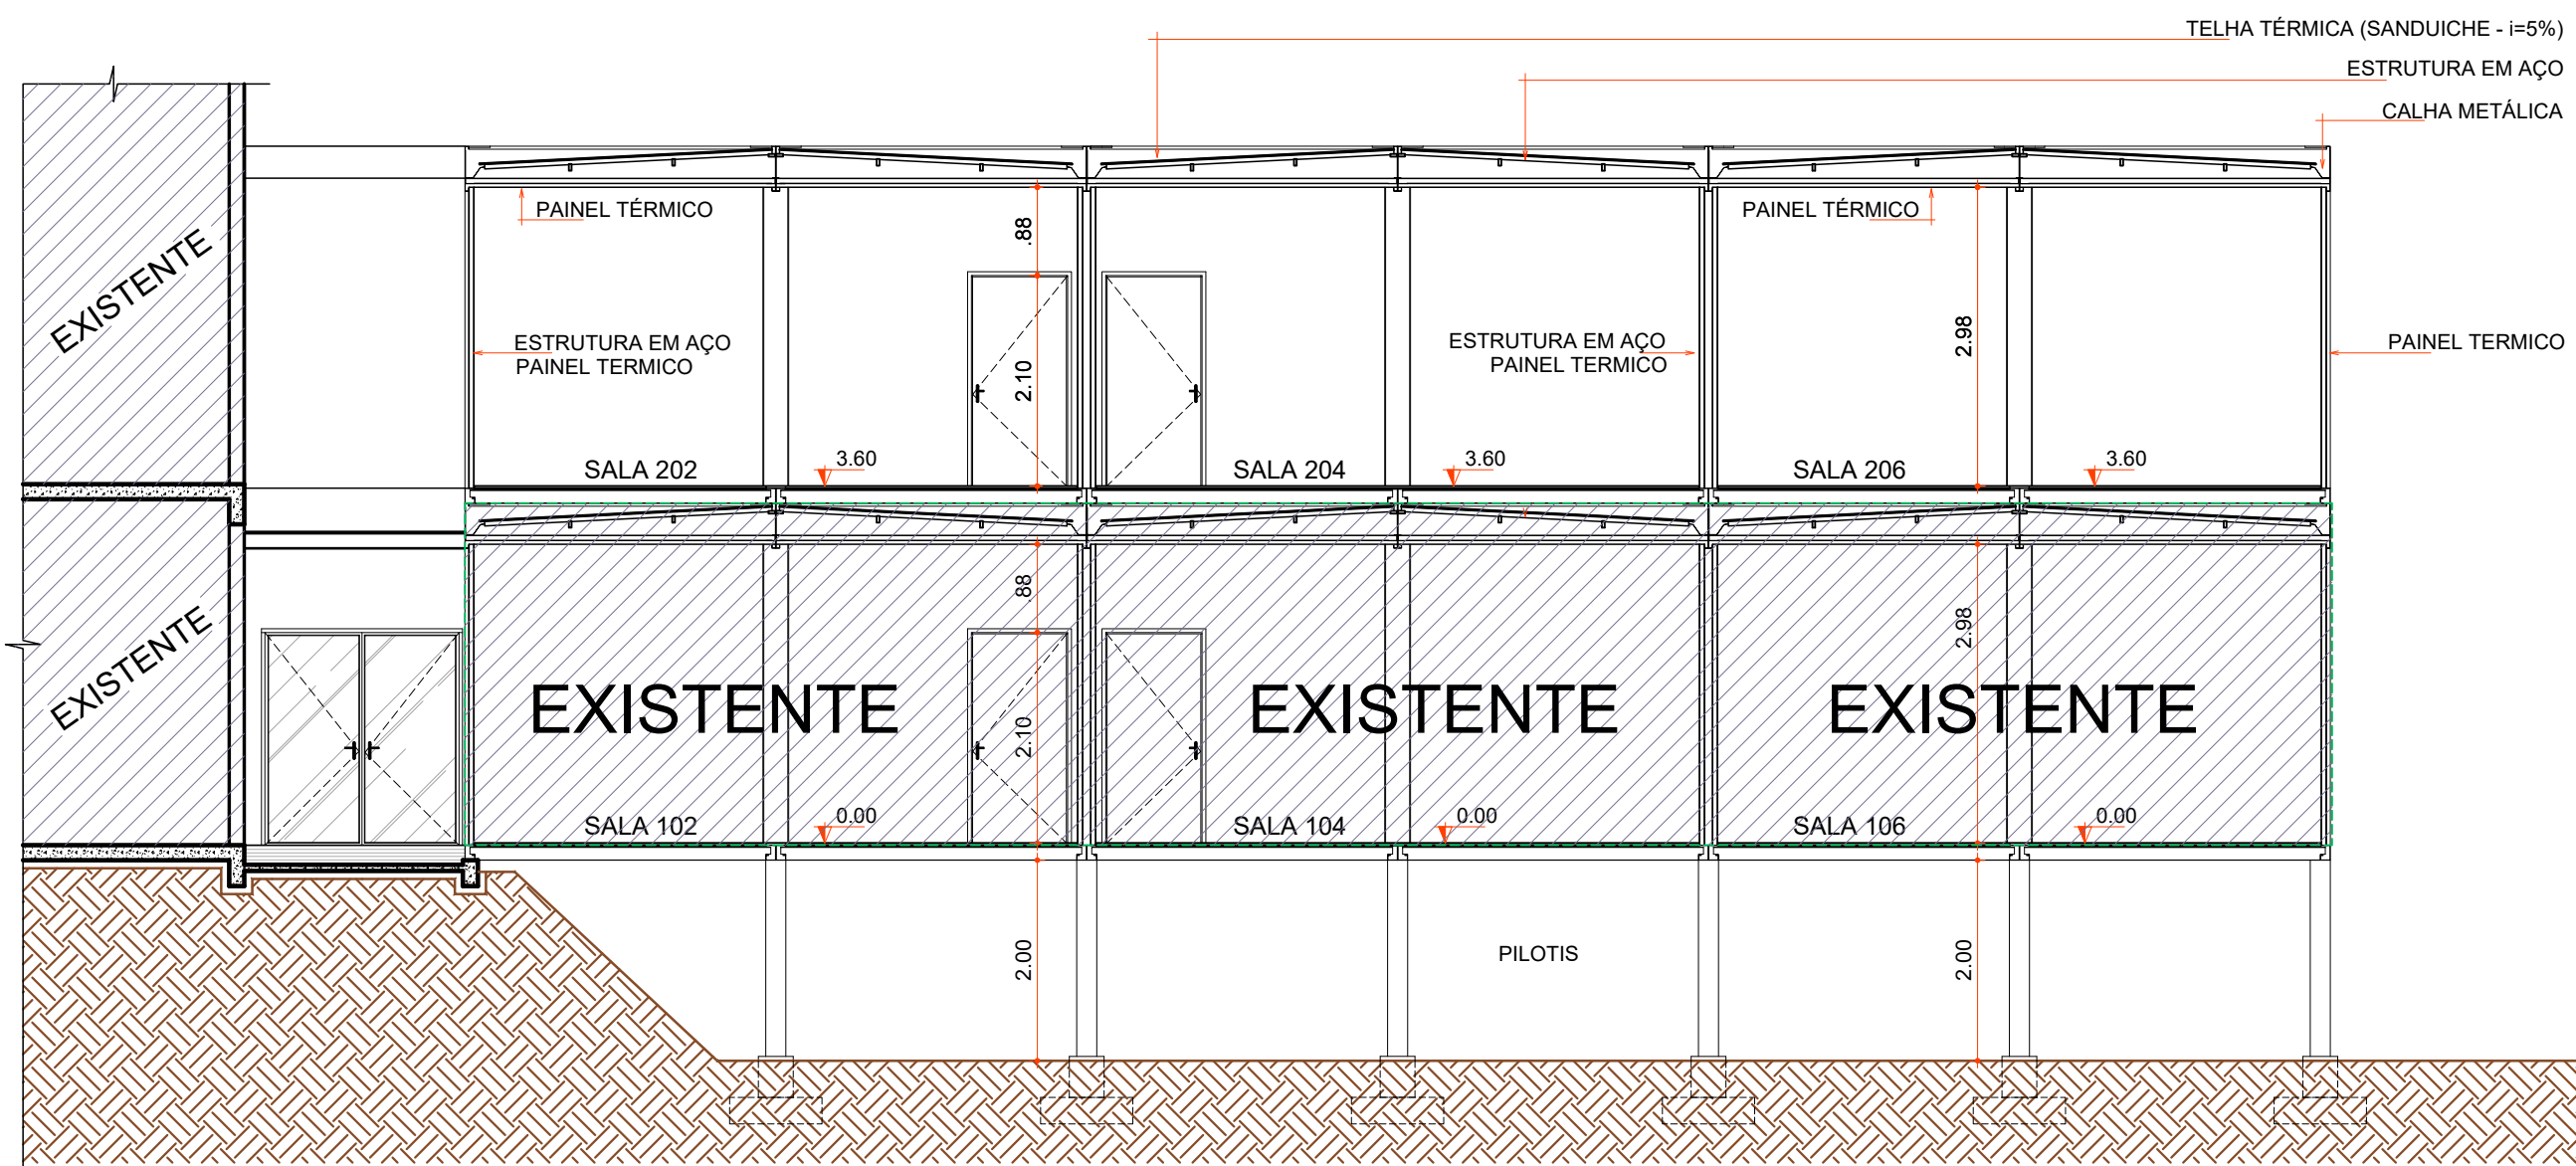 TELHA TÉRMICA (SANDUICHE - i=5%)
ESTRUTURA EM AÇO
CALHA METÁLICA
PAINEL TÉRMICO
PAINEL TÉRMICO
.88
EXISTENTE
ESTRUTURA EM AÇO
PAINEL TERMICO
2.10
ESTRUTURA EM AÇO
PAINEL TERMICO
2.98
PAINEL TERMICO
SALA 202
3.60
SALA 204
3.60
SALA 206
3.60
.88
2.98
EXISTENTE
EXISTENTE
2.10
EXISTENTE
EXISTENTE
SALA 102
0.00
SALA 104
0.00
SALA 106
0.00
2.00
PILOTIS
2.00